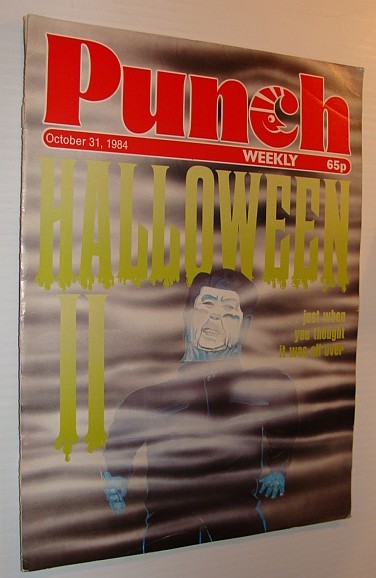 Punch
October 31, 1984
WEEKLY
65p
HALLOWEEN
II
just when
you thought
it was all over